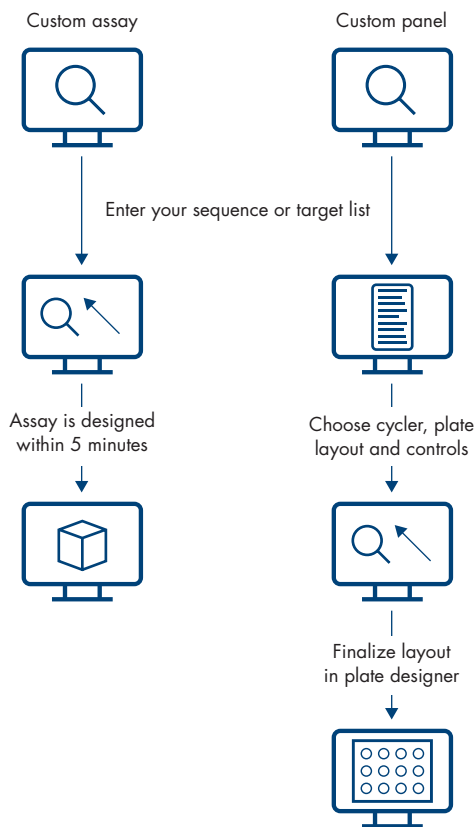 Custom assay
Custom panel
Enter your sequence or target list
Assay is designed
within 5 minutes
Choose cycler, plate
layout and controls
Finalize layout
in plate designer